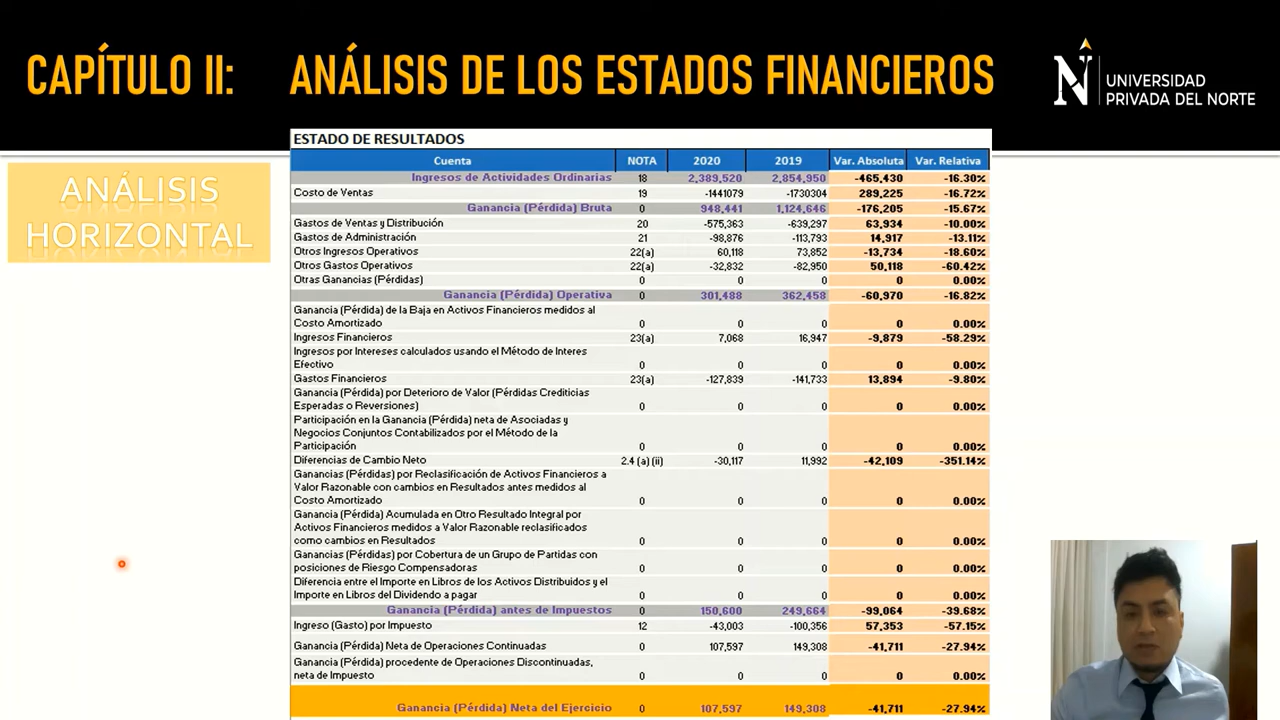 CAPÍTULO II: ANÁLISIS DE LOS ESTADOS FINANCIEROS
UNIVERSIDAD
PRIVADA DEL NORTE
ANÁLISIS
HORIZONTAL
ESTADO DE RESULTADOS
Cuenta NOTA 2020 2019 Var. Absoluta Var. Relativa
Ingresos de Actividades Ordinarias 18 2,389,520 2,854,950 -465,430 -16.30%
Costo de Ventas 19 -1441079 -1730304 289,225 -16.72%
Ganancia (Pérdida) Bruta 0 948,441 1,124,646 -176,205 -15.67%
Gastos de Ventas y Distribución 20 -575,363 -639,297 63,934 -10.00%
Gastos de Administración 21 -98,876 -113,793 14,917 -13.11%
Otros Ingresos Operativos 22(a) 60,118 73,852 -13,734 -18.60%
Otros Gastos Operativos 22(a) -32,832 -82,950 50,118 -60.42%
Otras Ganancias (Pérdidas) 0 0 0 0 0.00%
Ganancia (Pérdida) Operativa 0 301,488 362,458 -60,970 -16.82%
Ganancia (Pérdida) de la Baja en Activos Financieros medidos al
Costo Amortizado 0 0 0 0 0.00%
Ingresos Financieros 23(a) 7,068 16,947 -9,879 -58.29%
Ingresos por Intereses calculados usando el Método de Interes
Efectivo 0 0 0 0 0.00%
Gastos Financieros 23(a) -127,839 -141,733 13,894 -9.80%
Ganancia (Pérdida) por Deterioro de Valor (Pérdidas Crediticias
Esperadas o Reversiones) 0 0 0 0 0.00%
Participación en la Ganancia (Pérdida) neta de Asociadas y
Negocios Conjuntos Contabilizados por el Método de la
Participación 0 0 0 0 0.00%
Diferencias de Cambio Neto 2.4 (a) (ii) -30,117 11,992 -42,109 -351.14%
Ganancias (Pérdidas) por Reclasificación de Activos Financieros a
Valor Razonable con cambios en Resultados antes medidos al
Costo Amortizado 0 0 0 0 0.00%
Ganancia (Pérdida) Acumulada en Otro Resultado Integral por
Activos Financieros medidos a Valor Razonable reclasificados
como cambios en Resultados 0 0 0 0 0.00%
Ganancias (Pérdidas) por Cobertura de un Grupo de Partidas con
posiciones de Riesgo Compensadoras 0 0 0 0 0.00%
Diferencia entre el Importe en Libros de los Activos Distribuidos y el
Importe en Libros del Dividendo a pagar 0 0 0 0 0.00%
Ganancia (Pérdida) antes de Impuestos 0 150,600 249,664 -99,064 -39.68%
Ingreso (Gasto) por Impuesto 12 -43,003 -100,356 57,353 -57.15%
Ganancia (Pérdida) Neta de Operaciones Continuadas 0 107,597 149,308 -41,711 -27.94%
Ganancia (Pérdida) procedente de Operaciones Discontinuadas,
neta de Impuesto 0 0 0 0 0.00%
Ganancia (Pérdida) Neta del Ejercicio 0 107,597 149,308 -41,711 -27.94%